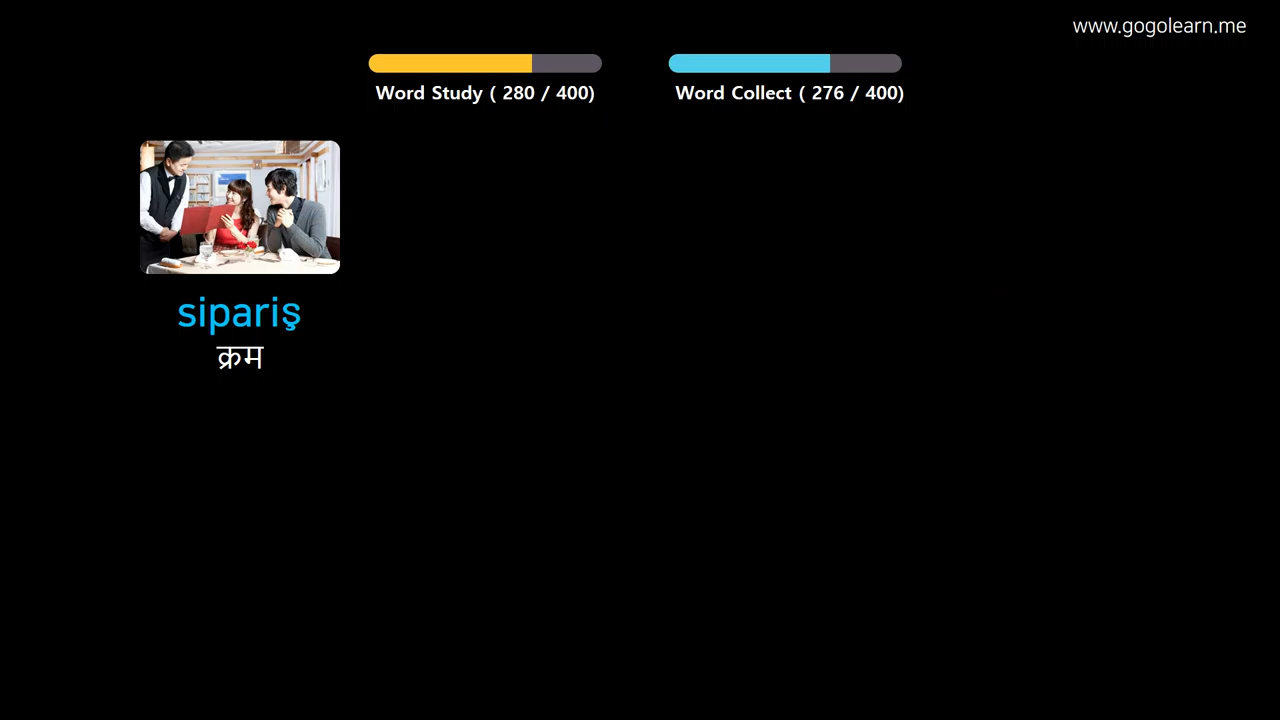 www.gogolearn.me
Word Study ( 280 / 400)
Word Collect ( 276 / 400)
sipariş
क्रम